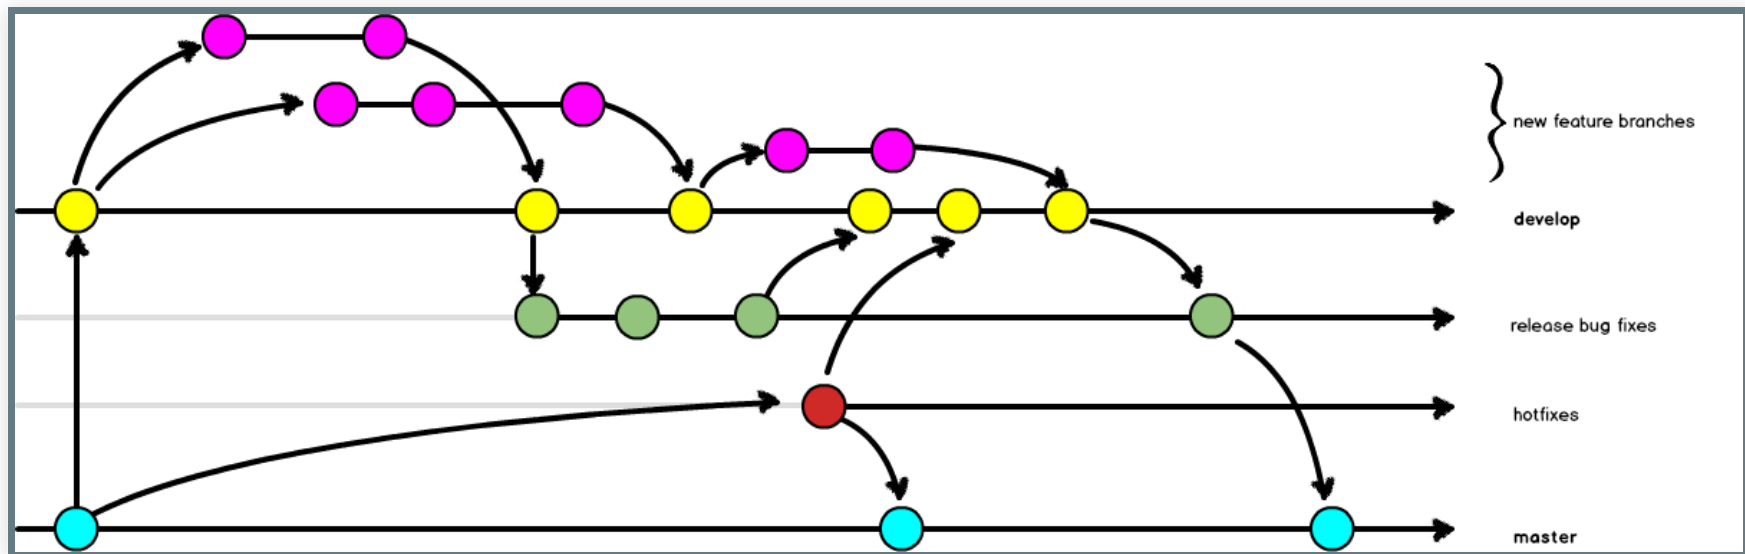 new feature branches
develop
release bug fixes
hotfixes
master